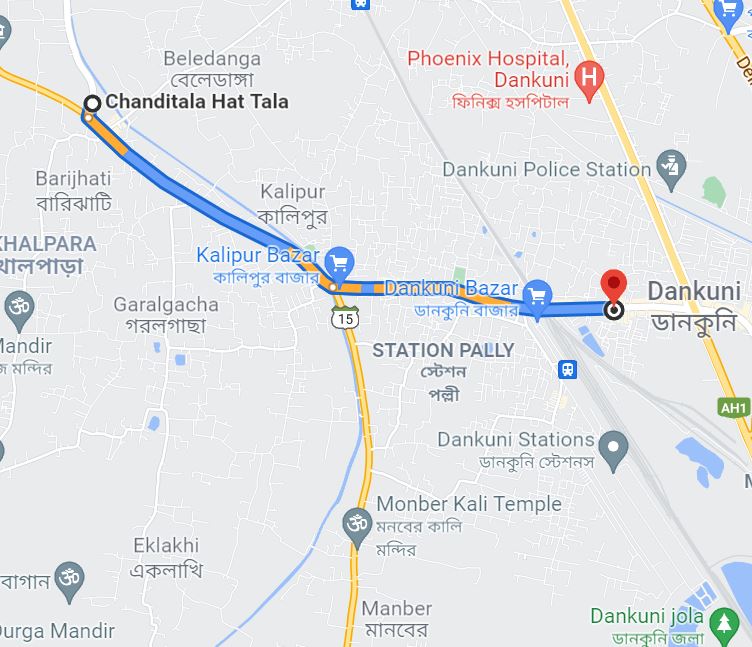 Beledanga
বেলেডাঙ্গা
Phoenix Hospital,
Dankuni
ফিনিক্স হসপিটাল
H
Chanditala Hat Tala
Dankuni Police Station
Barijhati
বারিঝাটি
Kalipur
কালিপুর
KHALPARA
খালপাড়া
Kalipur Bazar
কালিপুর বাজার
Dankuni Bazar
ডানকুনি বাজার
Dankuni
ডানকুনি
Garalgacha
গরলগাছা
15
Mandir
মন্দির
STATION PALLY
স্টেশন
পল্লী
AH1
Dankuni Stations
ডানকুনি স্টেশনস
Monber Kali Temple
মনবের কালি
মন্দির
Eklakhi
একলাখি
বাগান
Manber
মানবের
Durga Mandir
Dankuni jola
ডানকুনি জলা